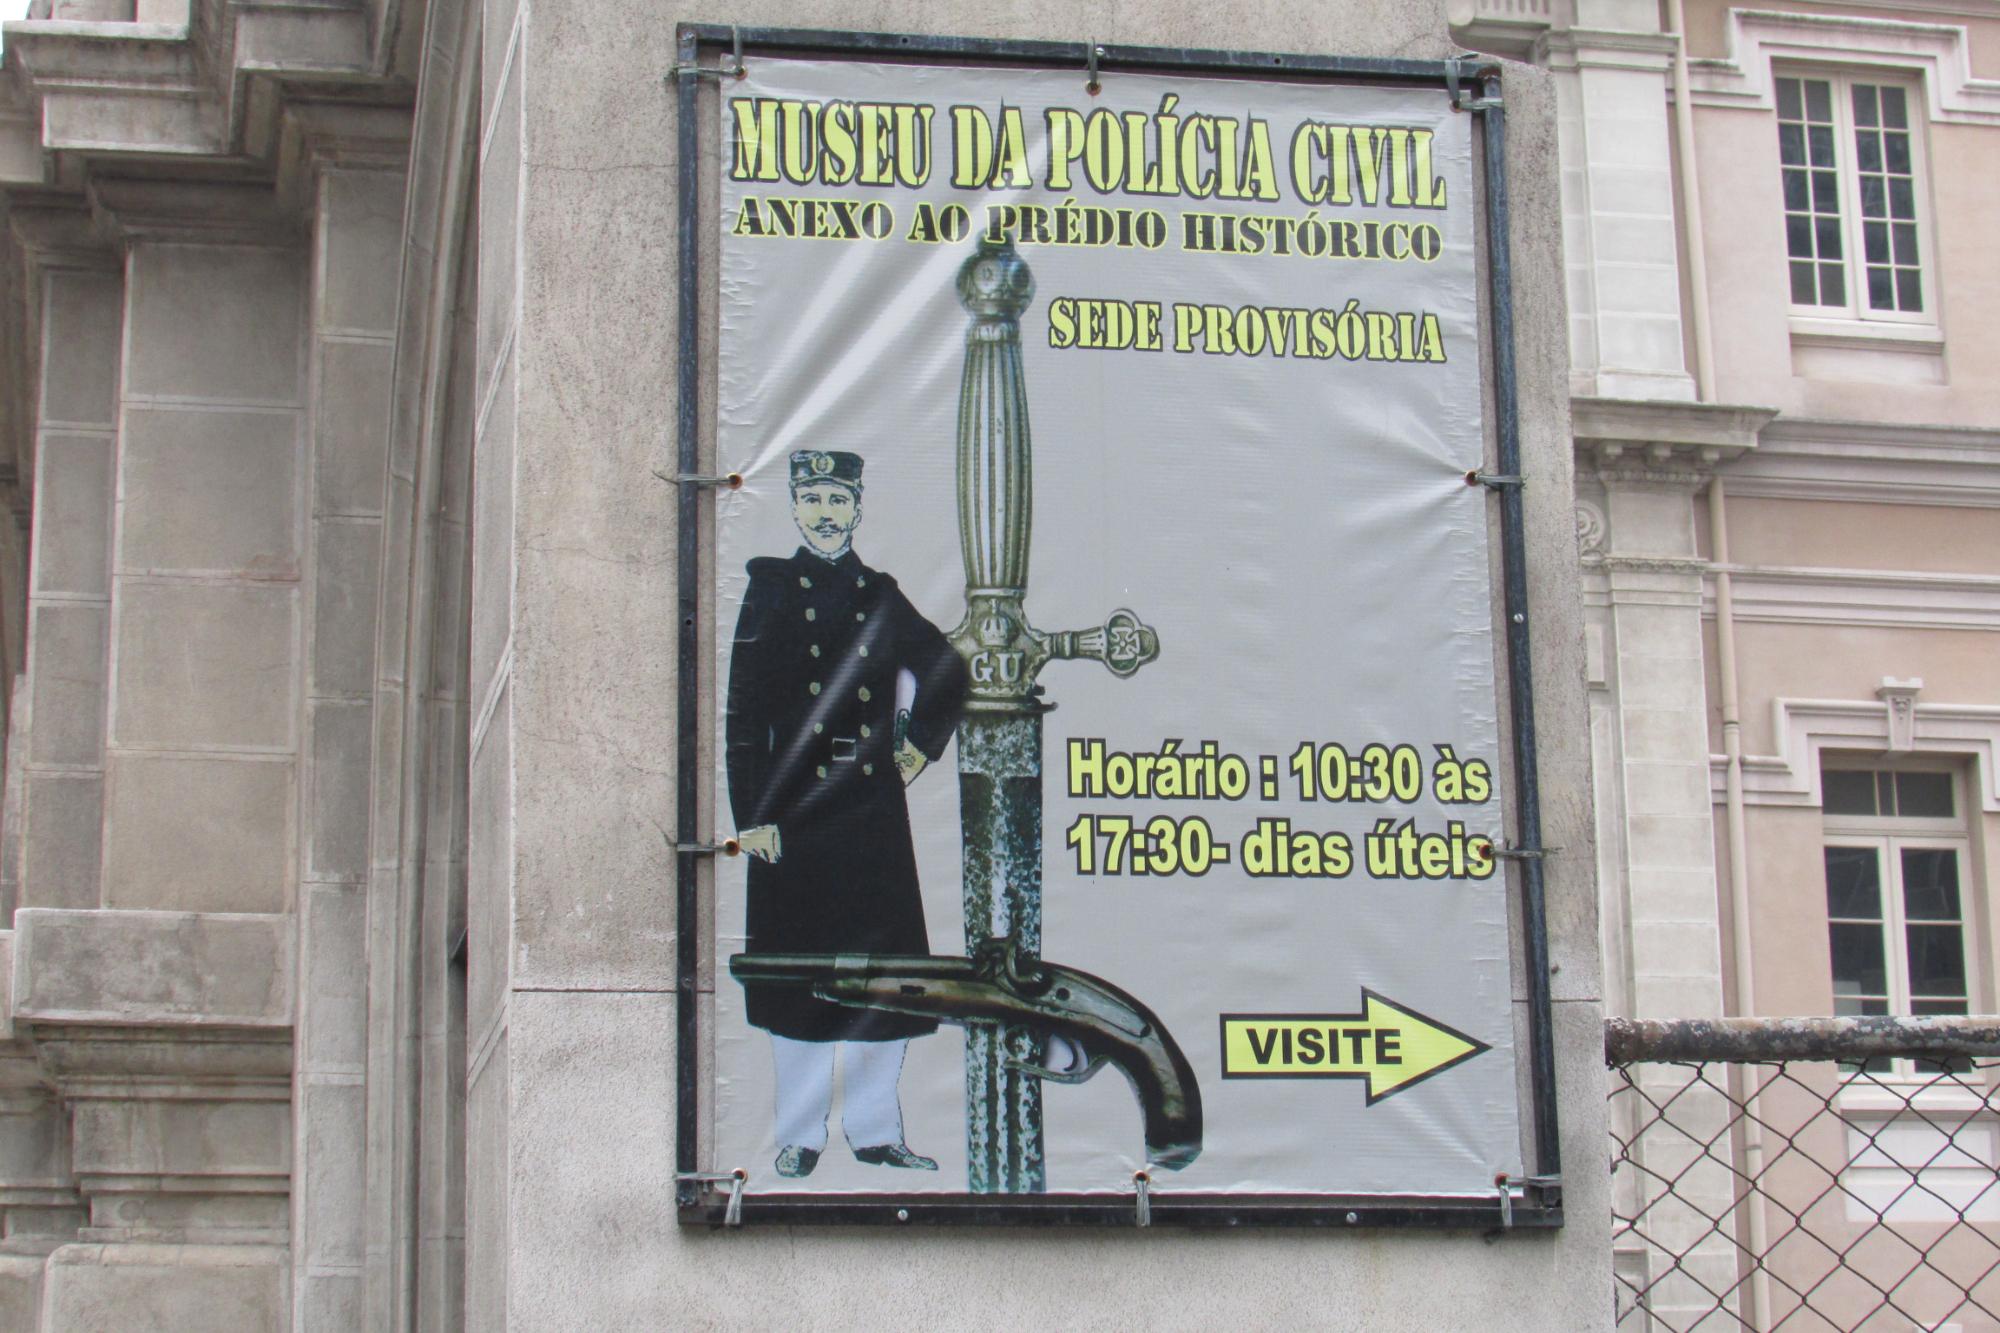 MUSEU DA POLÍCIA CIVIL
ANEXO AO PRÉDIO HISTÓRICO
SEDE PROVISÓRIA
GU
Horário : 10:30 às
17:30- dias úteis
VISITE